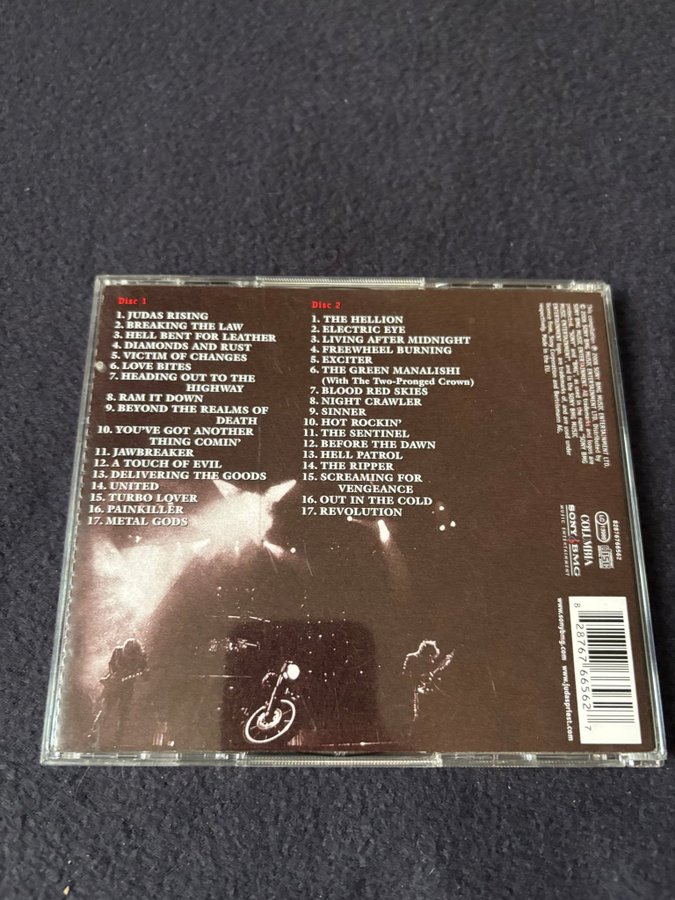 Disc 1
1. JUDAS RISING
2. BREAKING THE LAW
3. HELL BENT FOR LEATHER
4. DIAMONDS AND RUST
5. VICTIM OF CHANGES
6. LOVE BITES
7. HEADING OUT TO THE
HIGHWAY
8. RAM IT DOWN
9. BEYOND THE REALMS OF
DEATH
10. YOU'VE GOT ANOTHER
THING COMIN'
11. JAWBREAKER
12. A TOUCH OF EVIL
13. DELIVERING THE GOODS
14. UNITED
15. TURBO LOVER
16. PAINKILLER
17. METAL GODS
Disc 2
1. THE HELLION
2. ELECTRIC EYE
3. LIVING AFTER MIDNIGHT
4. FREEWHEEL BURNING
5. EXCITER
6. THE GREEN MANALISHI
(With The Two-Pronged Crown)
7. BLOOD RED SKIES
8. NIGHT CRAWLER
9. SINNER
10. HOT ROCKIN'
11. THE SENTINEL
12. BEFORE THE DAWN
13. HELL PATROL
14. THE RIPPER
15. SCREAMING FOR
VENGEANCE
16. OUT IN THE COLD
17. REVOLUTION
82876766562
COLUMBIA
SONY BMG
MUSIC ENTERTAINMENT
www.sonybmg.com www.judaspriest.com
8 28767 66562 7